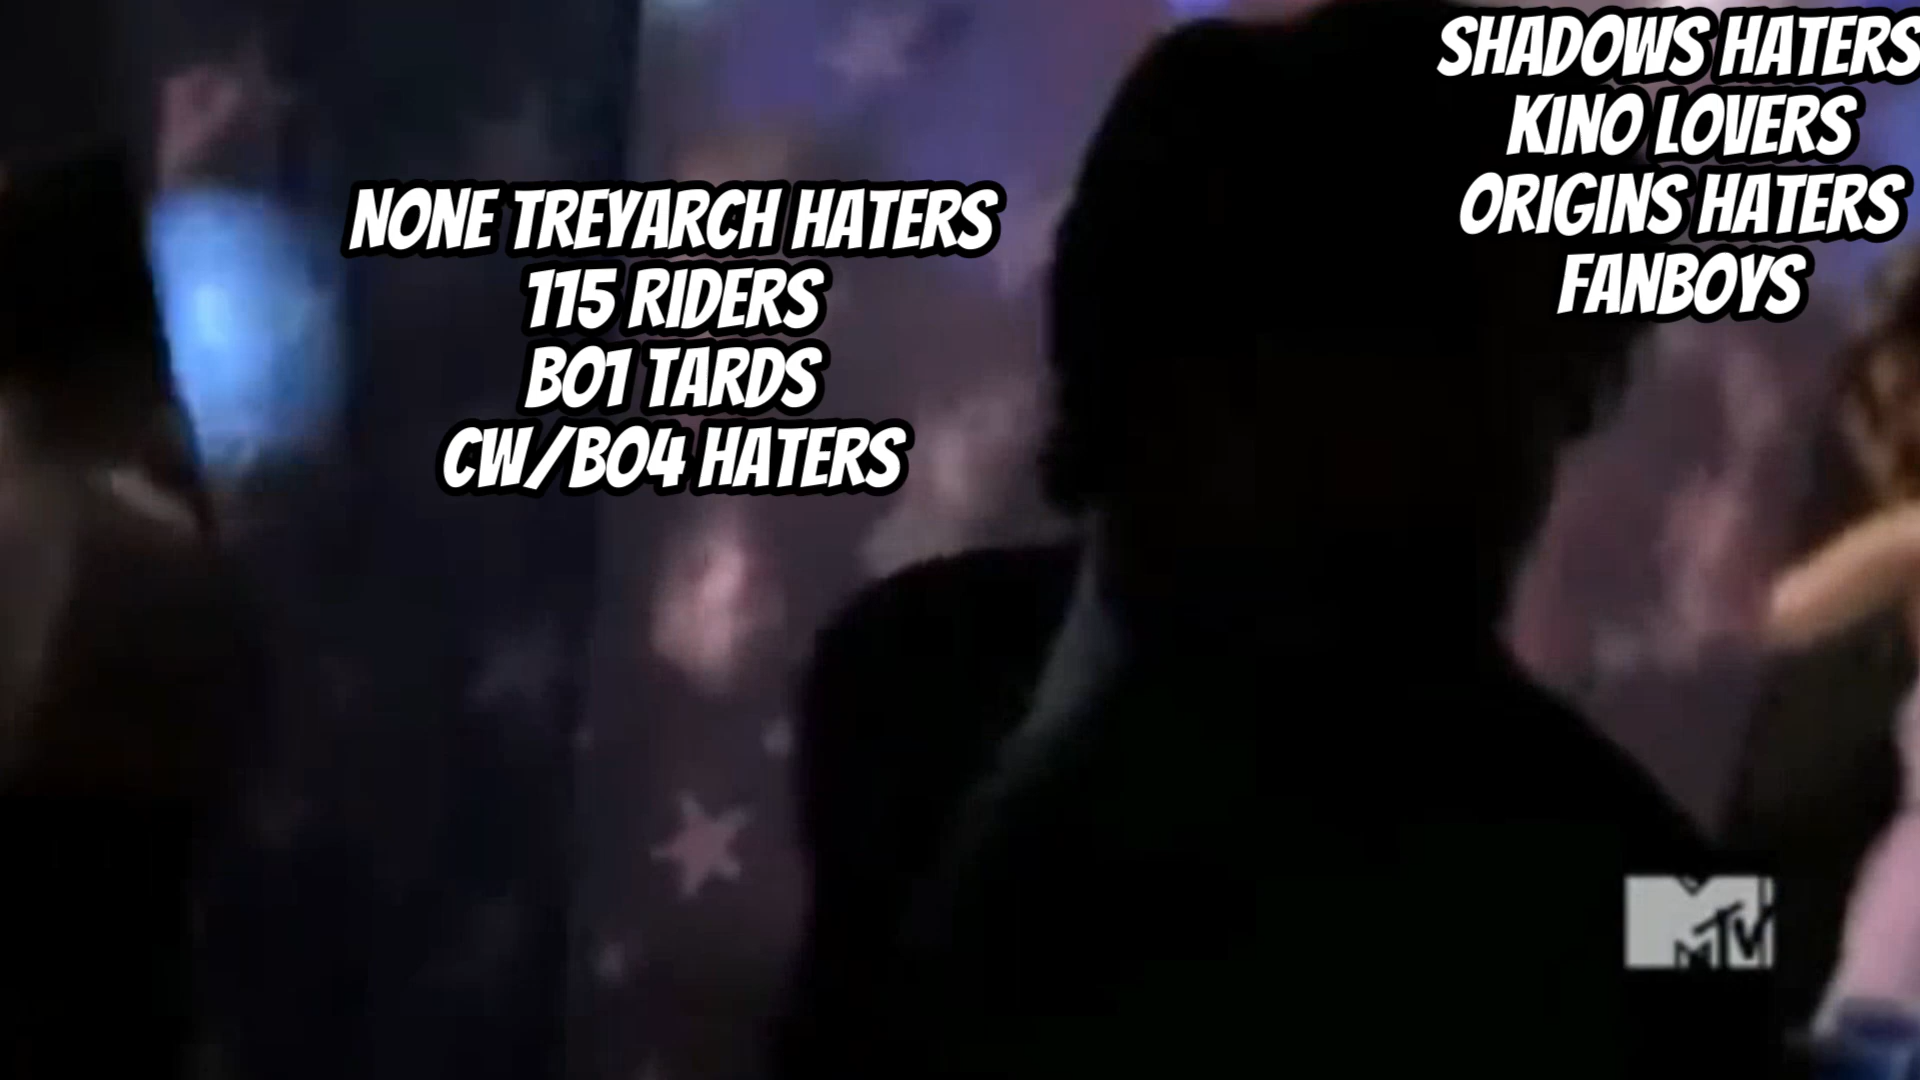 NONE TREYARCH HATERS
115 RIDERS
BO1 TARDS
CW/BO4 HATERS
SHADOWS HATERS
KINO LOVERS
ORIGINS HATERS
FANBOYS
MTV